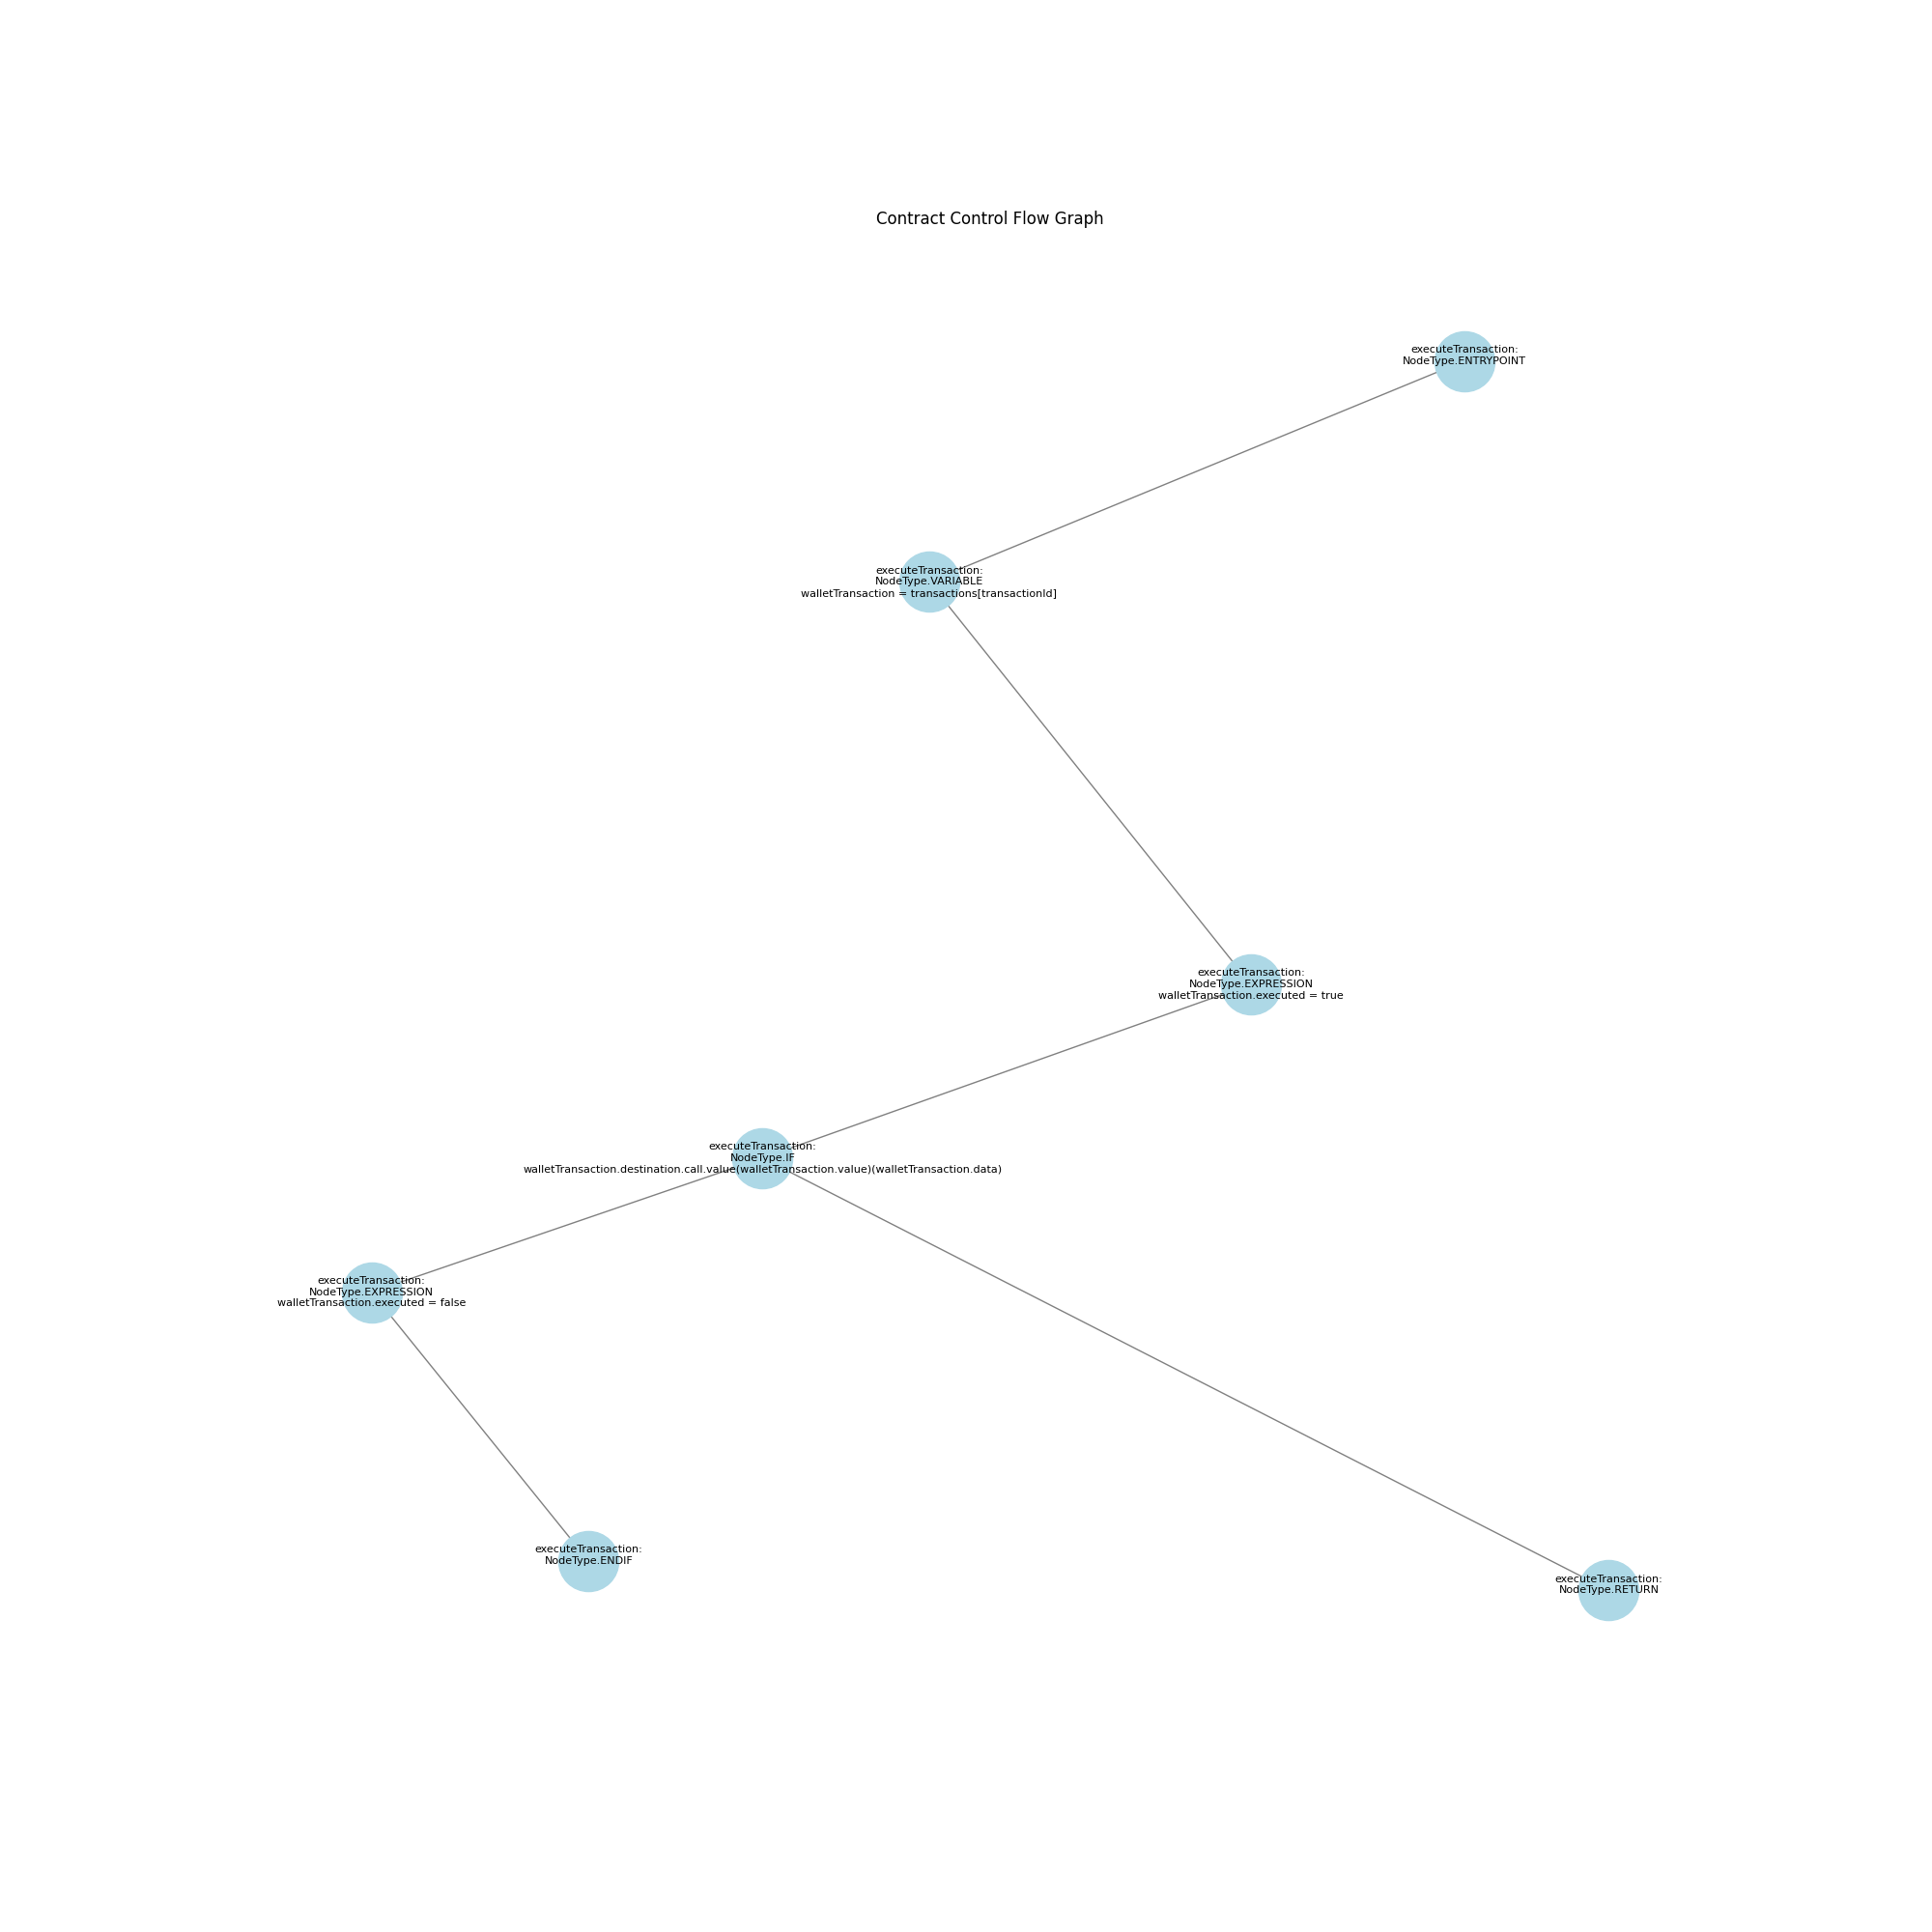 Contract Control Flow Graph
executeTransaction:
NodeType.ENTRYPOINT
executeTransaction:
NodeType.VARIABLE
walletTransaction = transactions[transactionId]
executeTransaction:
NodeType.EXPRESSION
walletTransaction.executed = true
executeTransaction:
NodeType.IF
walletTransaction.destination.call.value(walletTransaction.value)(walletTransaction.data)
executeTransaction:
NodeType.EXPRESSION
walletTransaction.executed = false
executeTransaction:
NodeType.ENDIF
executeTransaction:
NodeType.RETURN